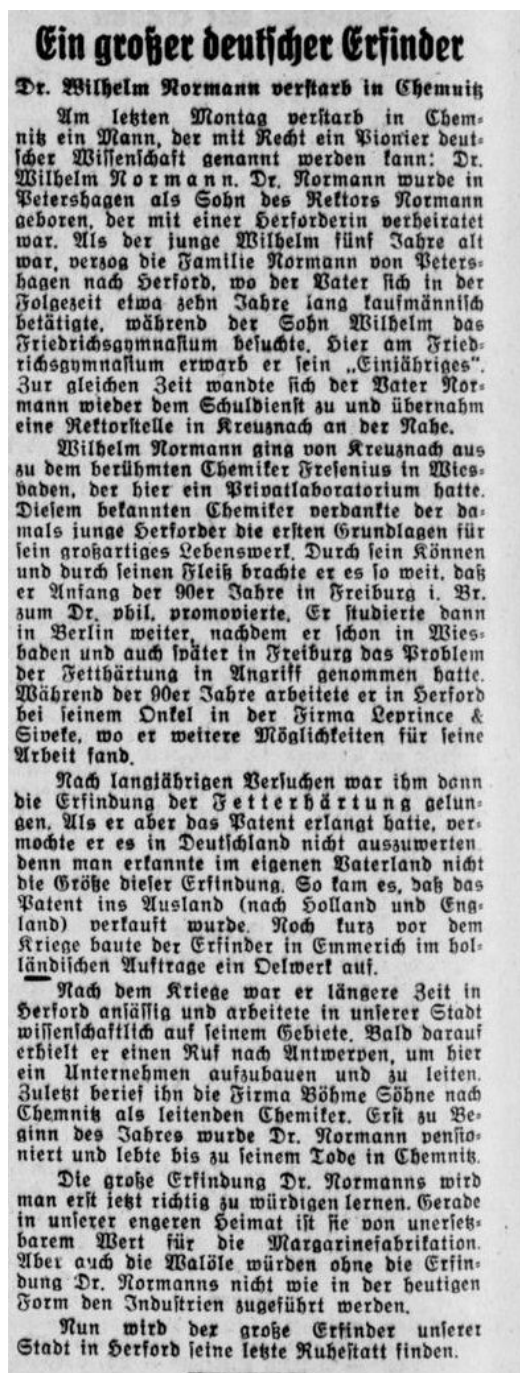 Ein großer deutscher Erfinder
Dr. Wilhelm Normann verstarb in Chemnitz
Am letzten Montag verstarb in Chem-
nitz ein Mann, der mit Recht ein Pionier deut-
scher Wissenschaft genannt werden kann: Dr.
Wilhelm Normann. Dr. Normann wurde in
Petershagen als Sohn des Rektors Normann
geboren, der mit einer Herforderin verheiratet
war. Als der junge Wilhelm fünf Jahre alt
war, verzog die Familie Normann von Peters-
hagen nach Herford, wo der Vater sich in der
Folgezeit etwa zehn Jahre lang kaufmännisch
betätigte, während der Sohn Wilhelm das
Friedrichsgymnasium besuchte. Hier am Fried-
richsgymnasium erwarb er sein „Einjähriges".
Zur gleichen Zeit wandte sich der Vater Nor-
mann wieder dem Schuldienst zu und übernahm
eine Rektorstelle in Kreuznach an der Nahe.
Wilhelm Normann ging von Kreuznach aus
zu dem berühmten Chemiker Fresenius in Wies-
baden, der hier ein Privatlaboratorium hatte.
Diesem bekannten Chemiker verdankte der da-
mals junge Herforder die ersten Grundlagen für
sein großartiges Lebenswerk. Durch sein Können
und durch seinen Fleiß brachte er es so weit, daß
er Anfang der 90er Jahre in Freiburg i. Br.
zum Dr. phil. promovierte. Er studierte dann
in Berlin weiter, nachdem er schon in Wies-
baden und auch später in Freiburg das Problem
der Fetthärtung in Angriff genommen hatte.
Während der 90er Jahre arbeitete er in Herford
bei seinem Onkel in der Firma Leprince &
Siveke, wo er weitere Möglichkeiten für seine
Arbeit fand.
Nach langjährigen Versuchen war ihm dann
die Erfindung der Fetterhärtung gelun-
gen. Als er aber das Patent erlangt hatte, ver-
mochte er es in Deutschland nicht auszuwerten
denn man erkannte im eigenen Vaterland nicht
die Größe dieser Erfindung. So kam es, daß das
Patent ins Ausland (nach Holland und Eng-
land) verkauft wurde. Noch kurz vor dem
Kriege baute der Erfinder in Emmerich im hol-
ländischen Auftrage ein Oelwerk auf.
Nach dem Kriege war er längere Zeit in
Herford ansässig und arbeitete in unserer Stadt
wissenschaftlich auf seinem Gebiete. Bald darauf
erhielt er einen Ruf nach Antwerpen, um hier
ein Unternehmen aufzubauen und zu leiten.
Zuletzt berief ihn die Firma Böhme Söhne nach
Chemnitz als leitenden Chemiker. Erst zu Be-
ginn des Jahres wurde Dr. Normann pensio-
niert und lebte bis zu seinem Tode in Chemnitz.
Die große Erfindung Dr. Normanns wird
man erst jetzt richtig zu würdigen lernen. Gerade
in unserer engeren Heimat ist sie von unersetz-
barem Wert für die Margarinefabrikation.
Aber auch die Walöle würden ohne die Erfin-
dung Dr. Normanns nicht wie in der heutigen
Form den Industrien zugeführt werden.
Nun wird der große Erfinder unserer
Stadt in Herford seine letzte Ruhestatt finden.